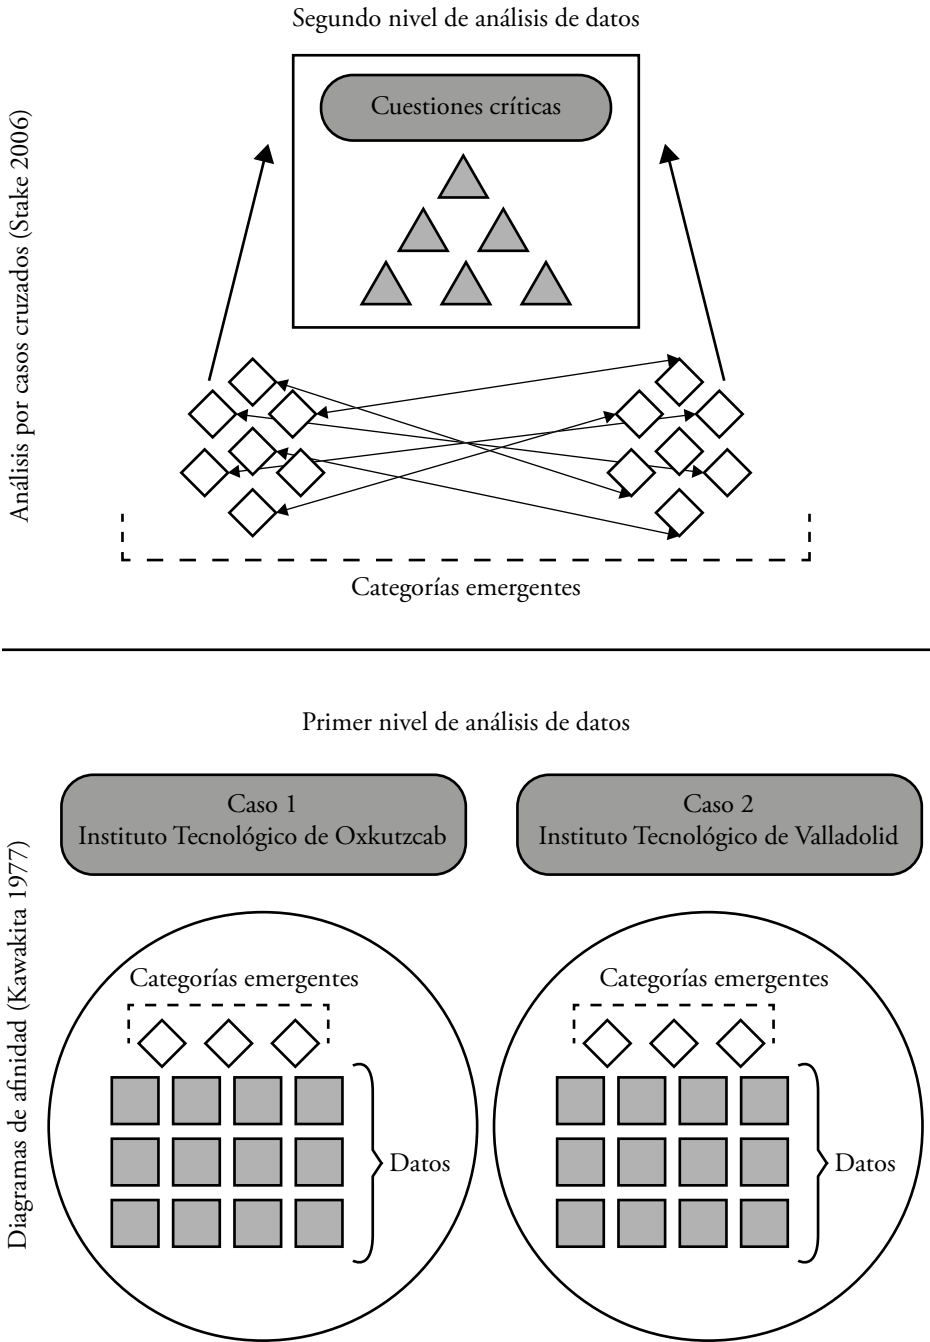 Segundo nivel de análisis de datos
Análisis por casos cruzados (Stake 2006)
Cuestiones críticas
Categorías emergentes
Primer nivel de análisis de datos
Diagramas de afinidad (Kawakita 1977)
Caso 1
Instituto Tecnológico de Oxkutzcab
Caso 2
Instituto Tecnológico de Valladolid
Categorías emergentes
Datos
Categorías emergentes
Datos